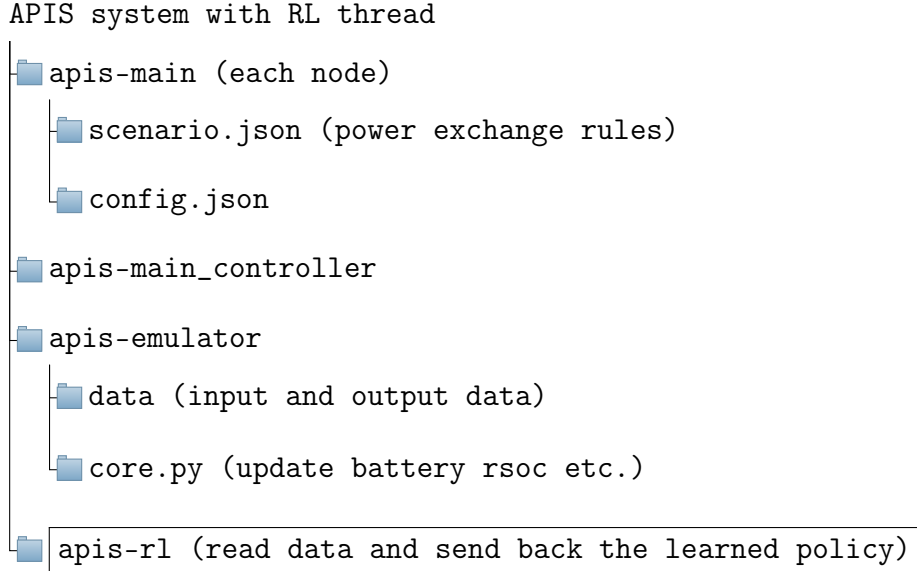 APIS system with RL thread
apis-main (each node)
scenario.json (power exchange rules)
config.json
apis-main_controller
apis-emulator
data (input and output data)
core.py (update battery rsoc etc.)
apis-rl (read data and send back the learned policy)